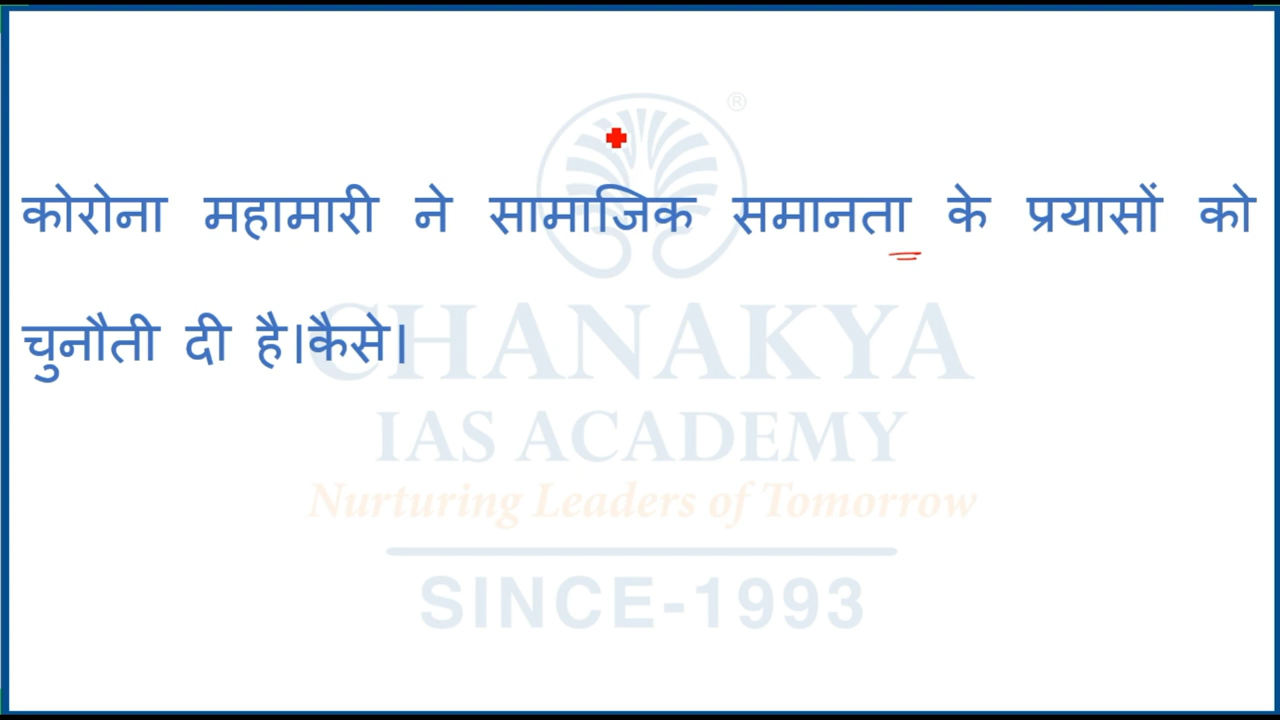 ®
कोरोना महामारी ने सामाजिक समानता के प्रयासों को
चुनौती दी है।कैसे।
CHANAKYA
IAS ACADEMY
Nurturing Leaders of Tomorrow
SINCE-1993